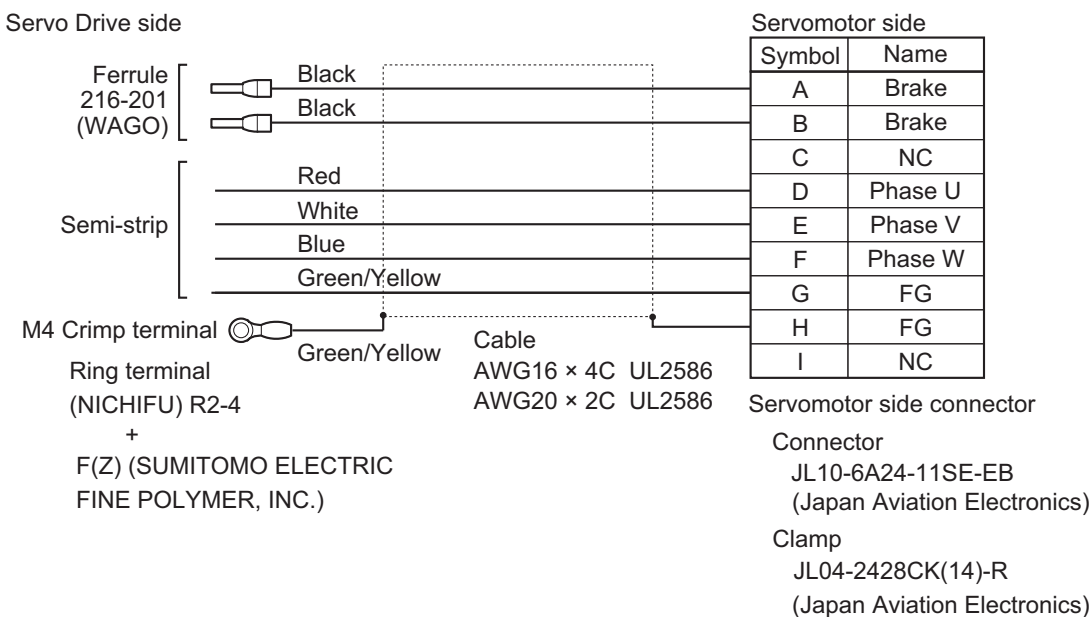 Servo Drive side
Servomotor side
Symbol Name
Ferrule
216-201
(WAGO)
Black
A Brake
Black
B Brake
C NC
Semi-strip
Red
D Phase U
White
E Phase V
Blue
F Phase W
Green/Yellow
G FG
M4 Crimp terminal
Green/Yellow
H FG
I NC
Ring terminal
(NICHIFU) R2-4
+
F(Z) (SUMITOMO ELECTRIC
FINE POLYMER, INC.)
Cable
AWG16 × 4C UL2586
AWG20 × 2C UL2586
Servomotor side connector
Connector
JL10-6A24-11SE-EB
(Japan Aviation Electronics)
Clamp
JL04-2428CK(14)-R
(Japan Aviation Electronics)